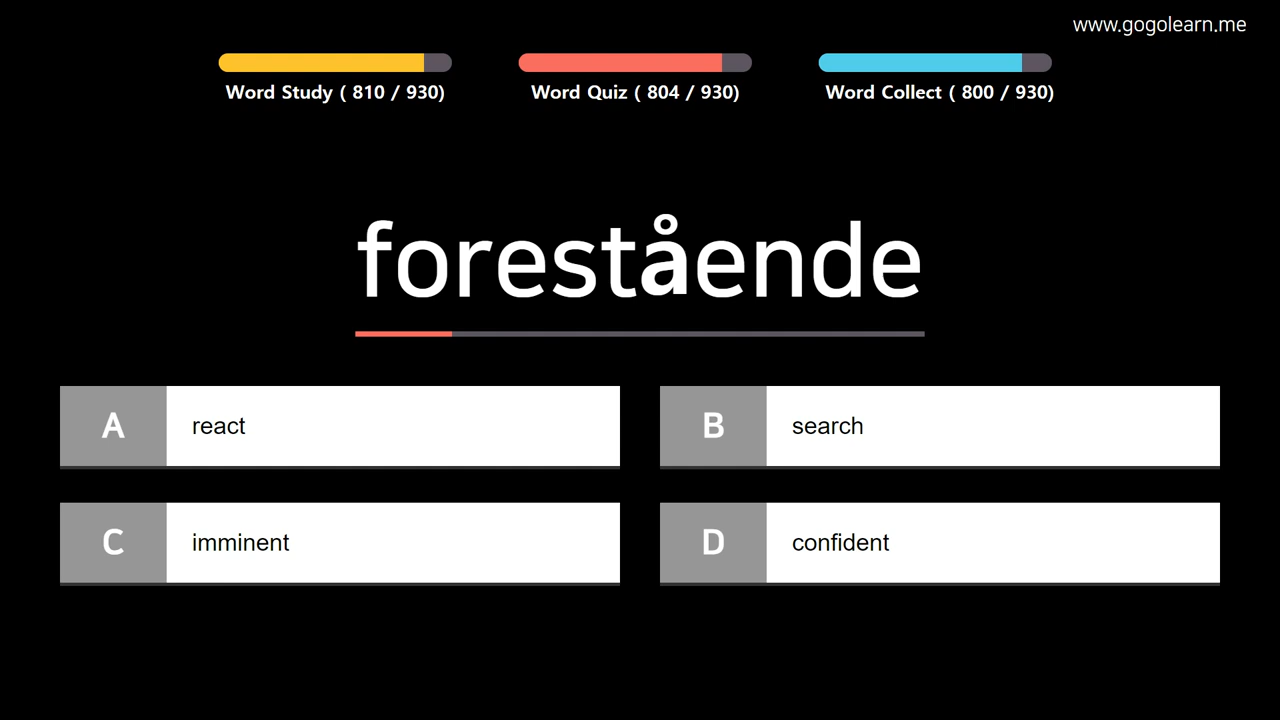 www.gogolearn.me
Word Study ( 810 / 930)
Word Quiz ( 804 / 930)
Word Collect ( 800 / 930)
forestående
A
react
B
search
C
imminent
D
confident